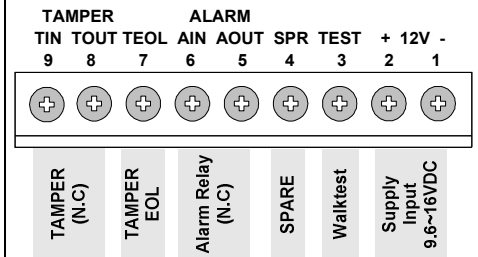 TAMPER ALARM
TIN TOUT TEOL AIN AOUT SPR TEST + 12V -
9 8 7 6 5 4 3 2 1
TAMPER
(N.C)
TAMPER
EOL
Alarm Relay
(N.C)
SPARE
Walktest
Supply
Input
9.6~16VDC